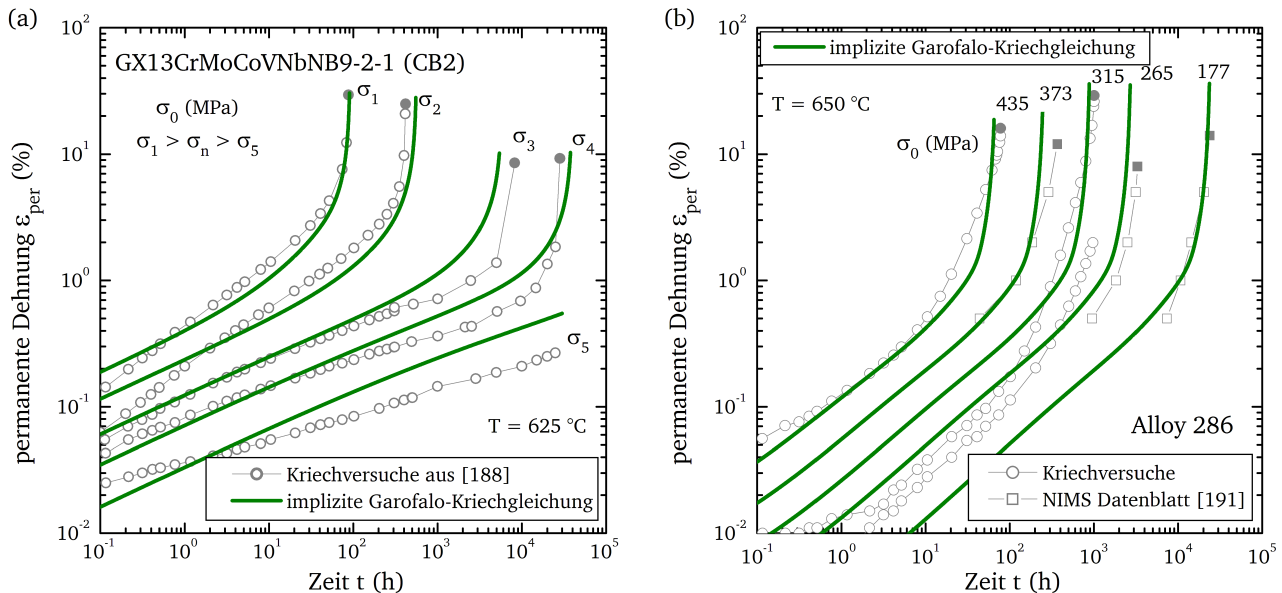 (a)
GX13CrMoCoVNbNB9-2-1 (CB2)
σ₀ (MPa)
σ₁ > σₙ > σ₅
σ₁
σ₂
σ₃
σ₄
σ₅
T = 625 °C
Kriechversuche aus [188]
implizite Garofalo-Kriechgleichung
permanente Dehnung εₚₑᵣ (%)
10²
10¹
10⁰
10⁻¹
10⁻²
10⁻¹ 10⁰ 10¹ 10² 10³ 10⁴ 10⁵
Zeit t (h)
(b)
implizite Garofalo-Kriechgleichung
T = 650 °C
σ₀ (MPa)
435
373
315
265
177
Alloy 286
Kriechversuche
NIMS Datenblatt [191]
permanente Dehnung εₚₑᵣ (%)
10²
10¹
10⁰
10⁻¹
10⁻²
10⁻¹ 10⁰ 10¹ 10² 10³ 10⁴ 10⁵
Zeit t (h)